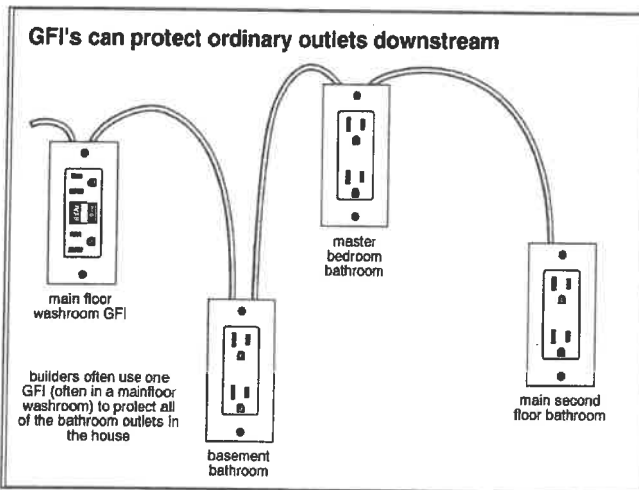 GFI's can protect ordinary outlets downstream
main floor
washroom GFI
master
bedroom
bathroom
builders often use one
GFI (often in a mainfloor
washroom) to protect all
of the bathroom outlets in
the house
basement
bathroom
main second
floor bathroom